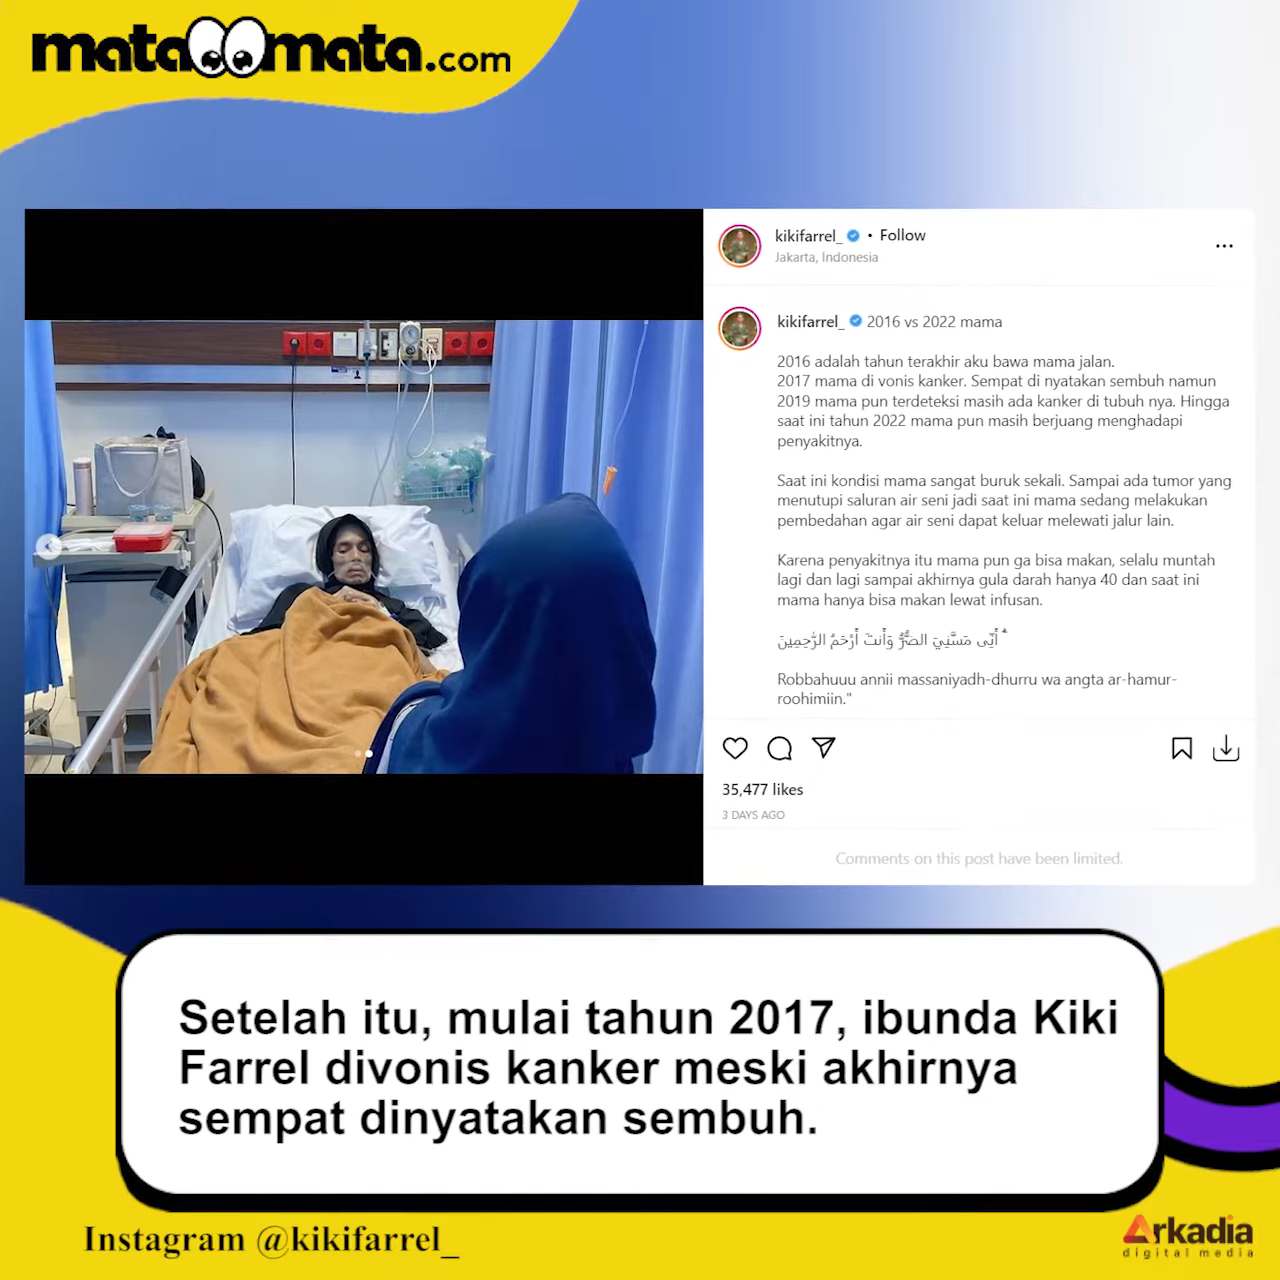 matamata.com
kikifarrel_ • Follow
Jakarta, Indonesia
kikifarrel_ 2016 vs 2022 mama
2016 adalah tahun terakhir aku bawa mama jalan.
2017 mama di vonis kanker. Sempat di nyatakan sembuh namun
2019 mama pun terdeteksi masih ada kanker di tubuh nya. Hingga
saat ini tahun 2022 mama pun masih berjuang menghadapi
penyakitnya.
Saat ini kondisi mama sangat buruk sekali. Sampai ada tumor yang
menutupi saluran air seni jadi saat ini mama sedang melakukan
pembedahan agar air seni dapat keluar melewati jalur lain.
Karena penyakitnya itu mama pun ga bisa makan, selalu muntah
lagi dan lagi sampai akhirnya gula darah hanya 40 dan saat ini
mama hanya bisa makan lewat infusan.
أَنِّى مَسَّنِيَ الضُّرُّ وَأَنتَ أَرْحَمُ الرَّحِمِينَ
Robbahuuu annii massaniyadh-dhurru wa angta ar-hamur-
roohimiin."
35,477 likes
3 DAYS AGO
Comments on this post have been limited.
Setelah itu, mulai tahun 2017, ibunda Kiki
Farrel divonis kanker meski akhirnya
sempat dinyatakan sembuh.
Instagram @kikifarrel_
Arkadia
digital media